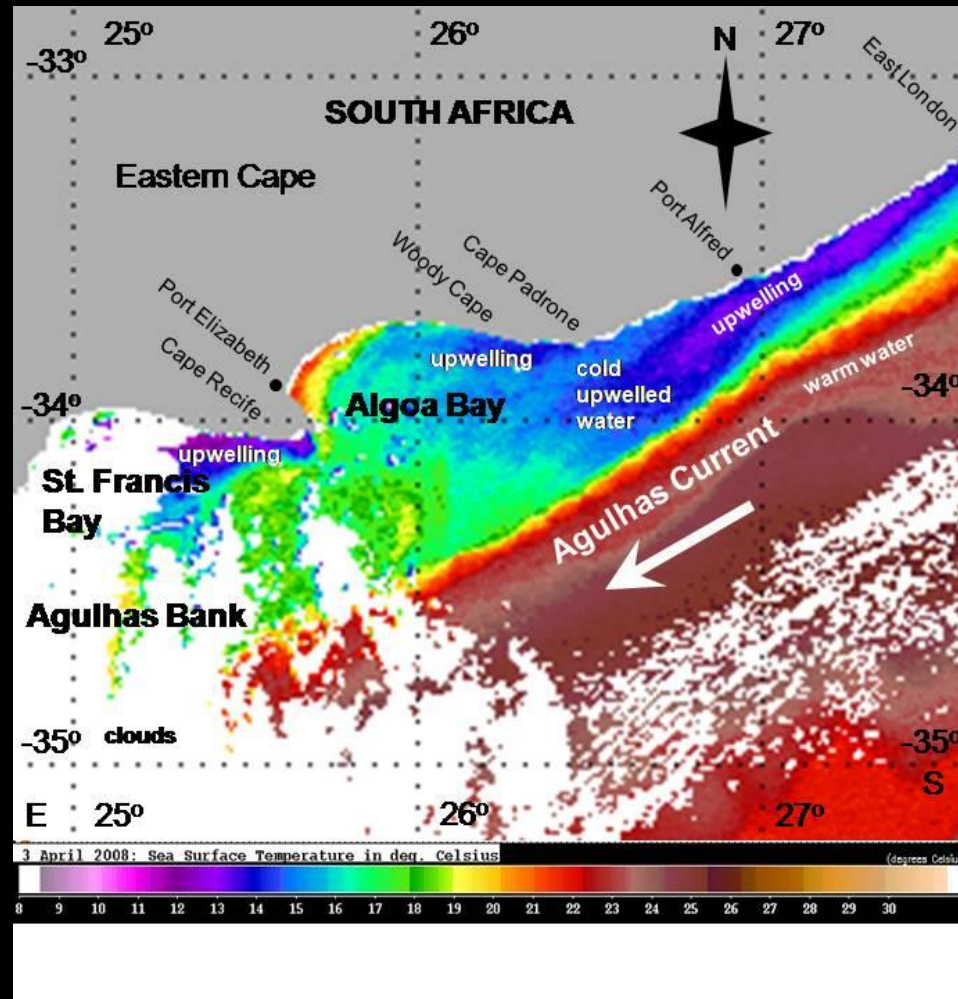 25º
26º
N
27º
-33º
East London
SOUTH AFRICA
Eastern Cape
Port Alfred
Cape Padrone
Woody Cape
Port Elizabeth
Cape Recife
upwelling
upwelling
cold
upwelled
water
warm water
-34º
-34º
Algoa Bay
Agulhas Current
upwelling
St. Francis
Bay
Agulhas Bank
-35º
clouds
-35º
S
E
25º
26º
27º
3 April 2008: Sea Surface Temperature in deg. Celsius
(degrees Celsiu
8 9 10 11 12 13 14 15 16 17 18 19 20 21 22 23 24 25 26 27 28 29 30